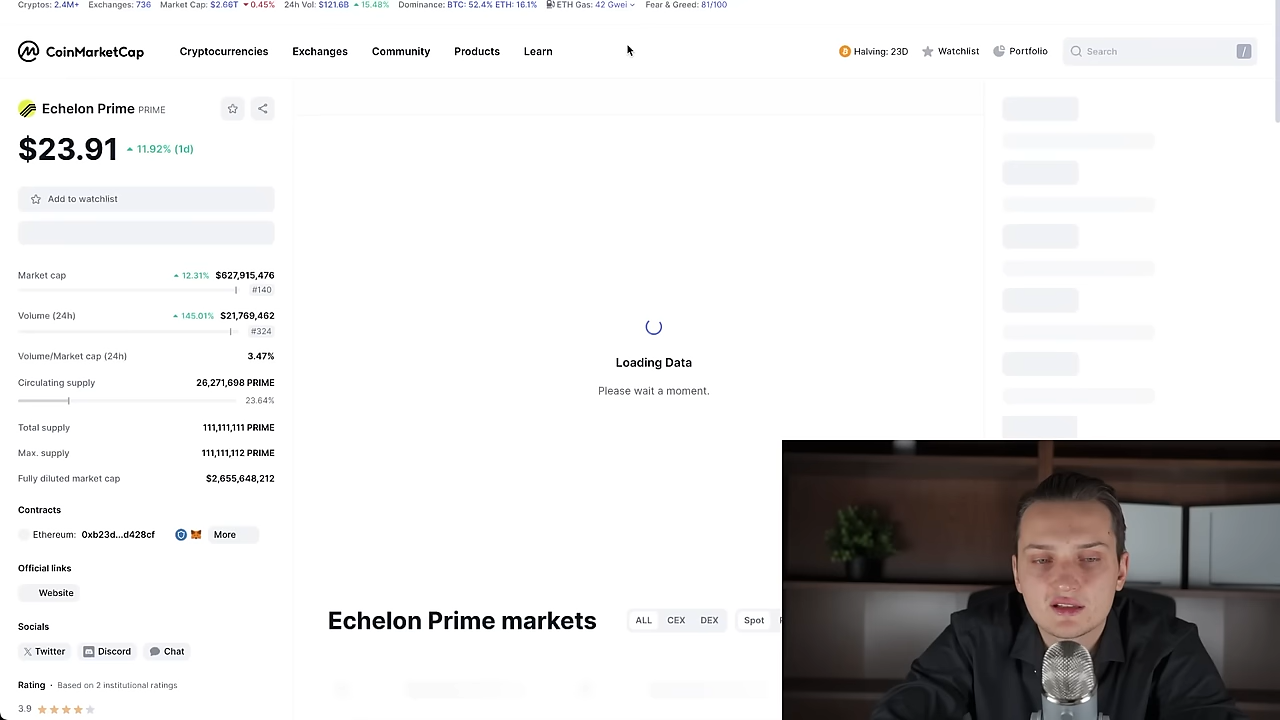 Cryptos: 2.4M+ Exchanges: 736 Market Cap: $2.66T 0.45% 24h Vol: $121.6B 15.48% Dominance: BTC: 52.4% ETH: 16.1% ETH Gas: 42 Gwei Fear & Greed: 81/100
CoinMarketCap Cryptocurrencies Exchanges Community Products Learn Halving: 23D Watchlist Portfolio Search /
Echelon Prime PRIME
$23.91 11.92% (1d)
Add to watchlist
Market cap 12.31% $627,915,476
#140
Volume (24h) 145.01% $21,769,462
#324
Volume/Market cap (24h) 3.47%
Circulating supply 26,271,698 PRIME
23.64%
Total supply 111,111,111 PRIME
Max. supply 111,111,112 PRIME
Fully diluted market cap $2,655,648,212
Contracts
Ethereum: 0xb23d...d428cf More
Official links
Website
Socials
Twitter Discord Chat
Rating · Based on 2 institutional ratings
3.9
Loading Data
Please wait a moment.
Echelon Prime markets ALL CEX DEX Spot